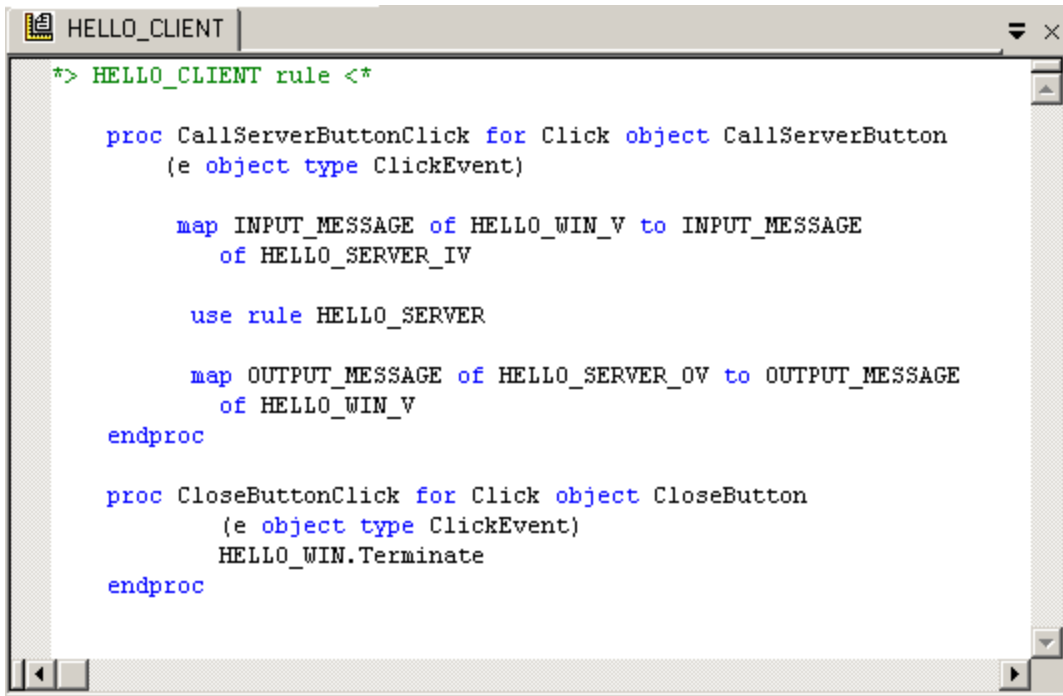 HELLO_CLIENT
*> HELLO_CLIENT rule <*
proc CallServerButtonClick for Click object CallServerButton
(e object type ClickEvent)
map INPUT_MESSAGE of HELLO_WIN_V to INPUT_MESSAGE
of HELLO_SERVER_IV
use rule HELLO_SERVER
map OUTPUT_MESSAGE of HELLO_SERVER_OV to OUTPUT_MESSAGE
of HELLO_WIN_V
endproc
proc CloseButtonClick for Click object CloseButton
(e object type ClickEvent)
HELLO_WIN.Terminate
endproc